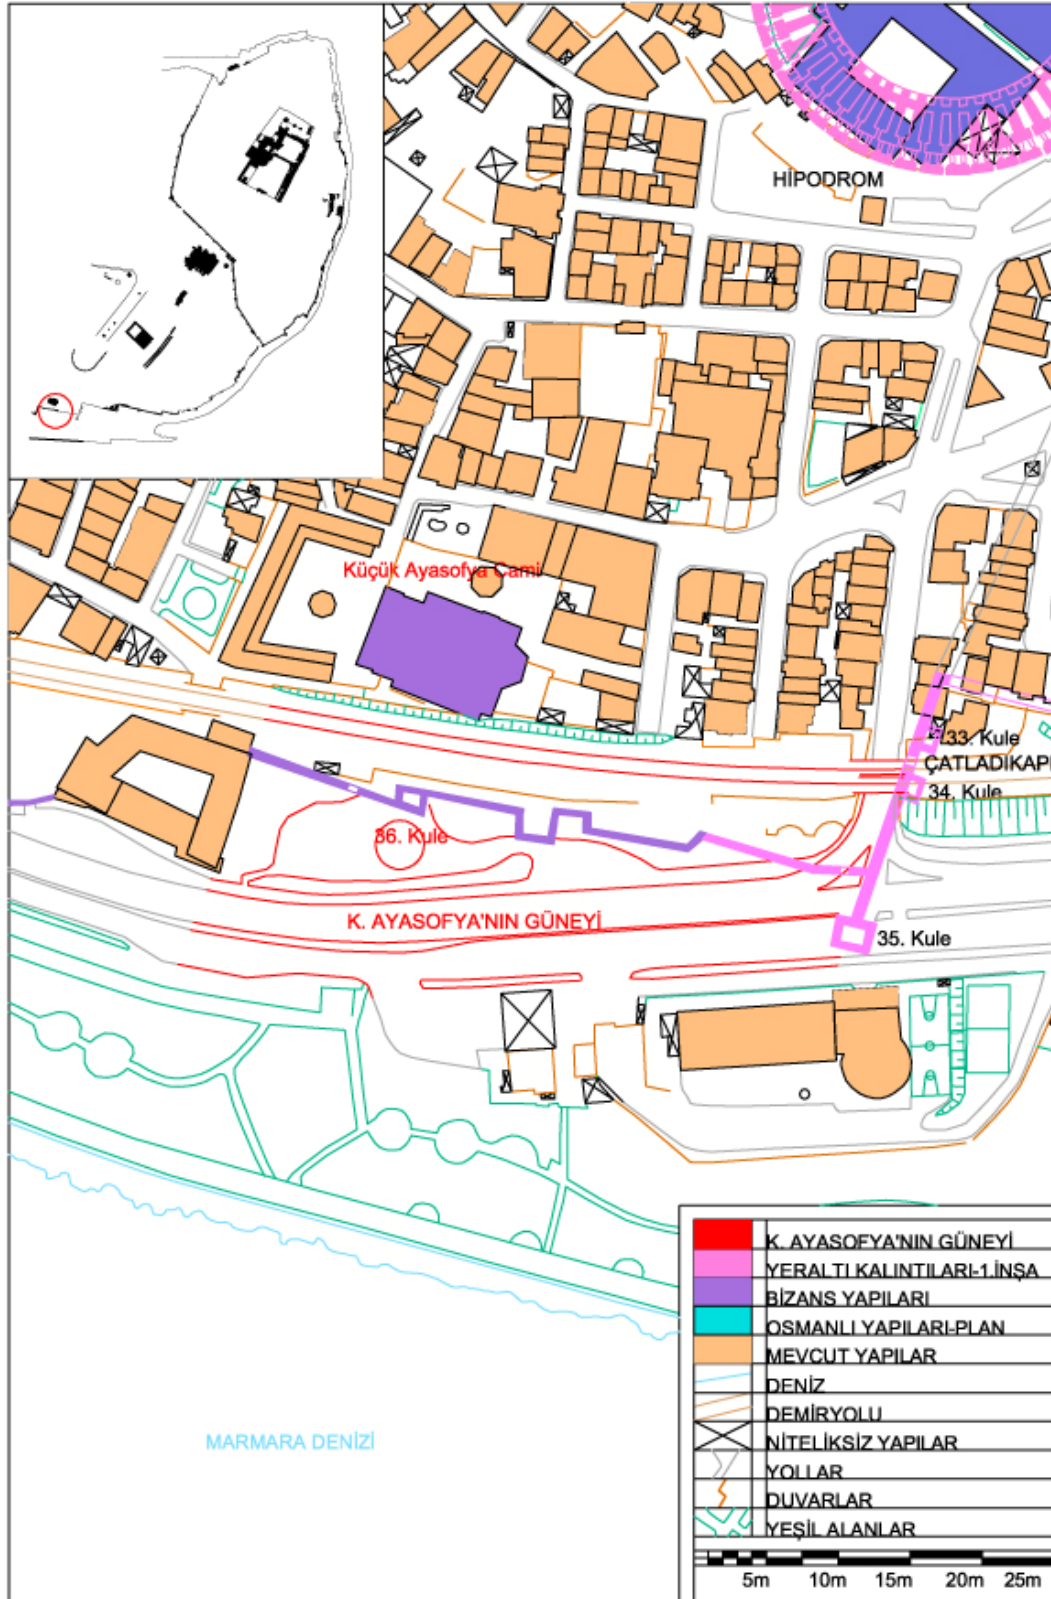 HİPODROM
Küçük Ayasofya Cami
33. Kule
ÇATLADIKAPI
34. Kule
36. Kule
K. AYASOFYA'NIN GÜNEYİ
35. Kule
MARMARA DENİZİ
K. AYASOFYA'NIN GÜNEYİ
YERALTI KALINTILARI-1.İNŞA
BİZANS YAPILARI
OSMANLI YAPILARI-PLAN
MEVCUT YAPILAR
DENİZ
DEMİRYOLU
NİTELİKSİZ YAPILAR
YOLLAR
DUVARLAR
YEŞİL ALANLAR
5m 10m 15m 20m 25m